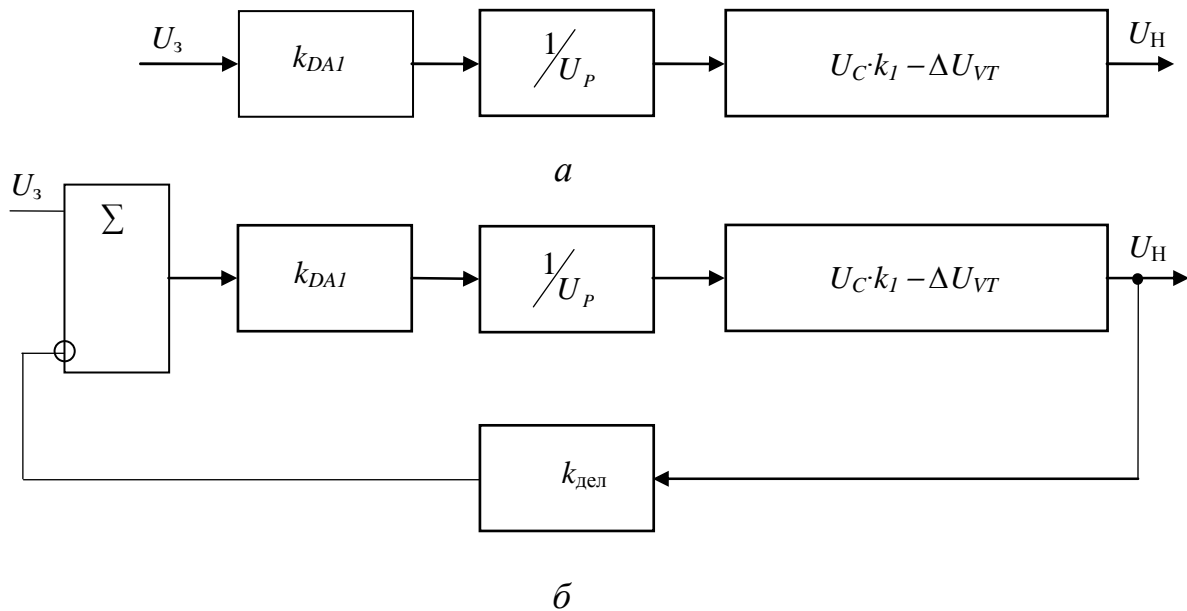 U_з
k_DA1
1/U_P
U_C·k_1 – ΔU_VT
U_Н
а
U_з
Σ
k_DA1
1/U_P
U_C·k_1 – ΔU_VT
U_Н
k_дел
б